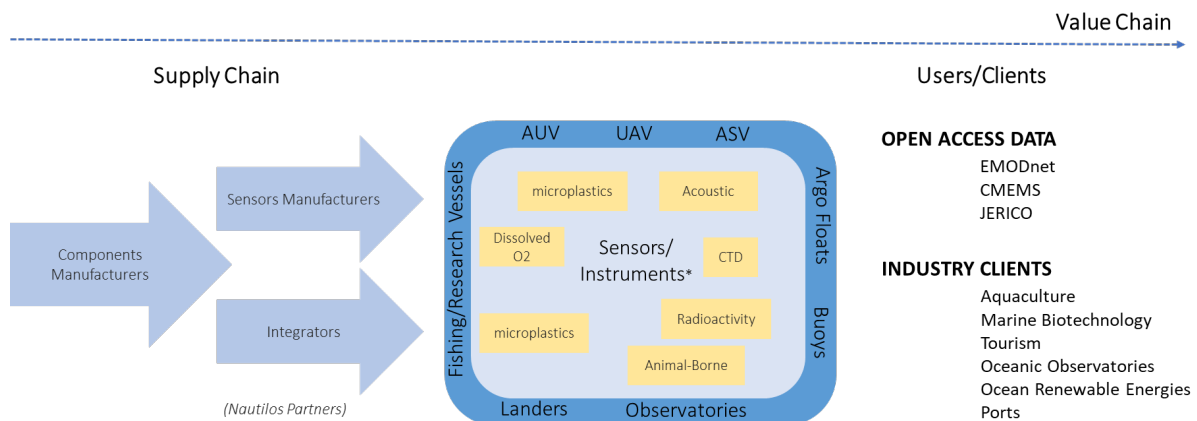 Value Chain
Supply Chain
Users/Clients
Components
Manufacturers
Sensors Manufacturers
Integrators
(Nautilos Partners)
AUV
UAV
ASV
Fishing/Research Vessels
microplastics
Acoustic
Dissolved
O2
Sensors/
Instruments*
CTD
microplastics
Radioactivity
Animal-Borne
Argo Floats
Buoys
Landers
Observatories
OPEN ACCESS DATA
EMODnet
CMEMS
JERICO
INDUSTRY CLIENTS
Aquaculture
Marine Biotechnology
Tourism
Oceanic Observatories
Ocean Renewable Energies
Ports